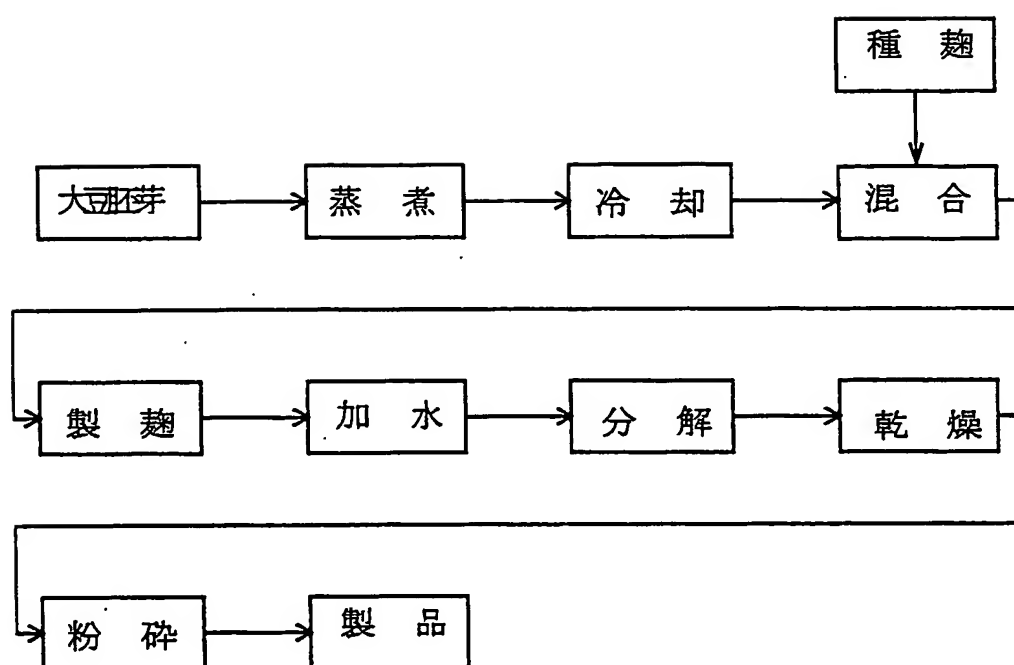 種麹
大豆胚芽
蒸煮
冷却
混合
製麹
加水
分解
乾燥
粉砕
製品